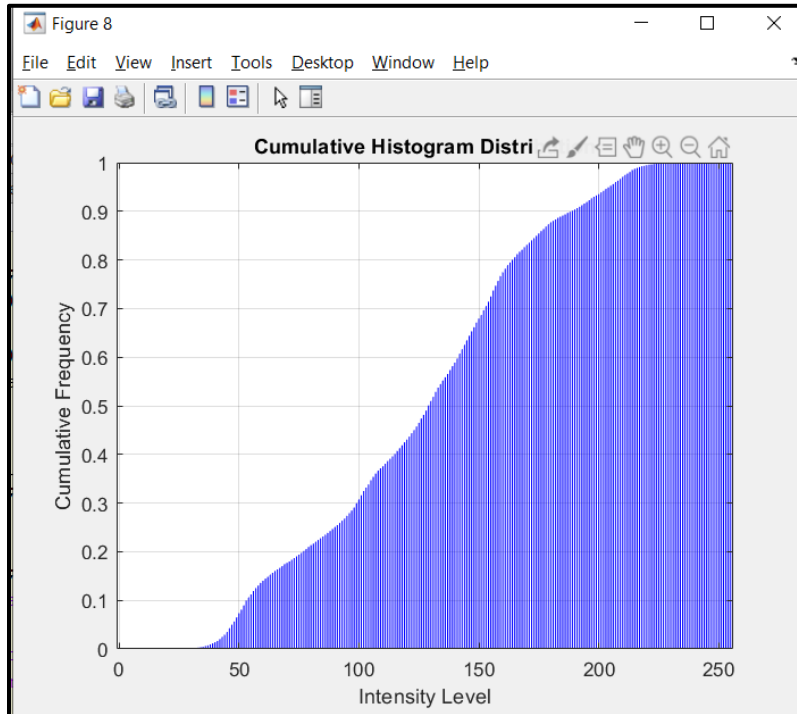 Figure 8
File Edit View Insert Tools Desktop Window Help
Cumulative Histogram Distri
1
0.9
0.8
0.7
0.6
0.5
0.4
0.3
0.2
0.1
0
Cumulative Frequency
0 50 100 150 200 250
Intensity Level